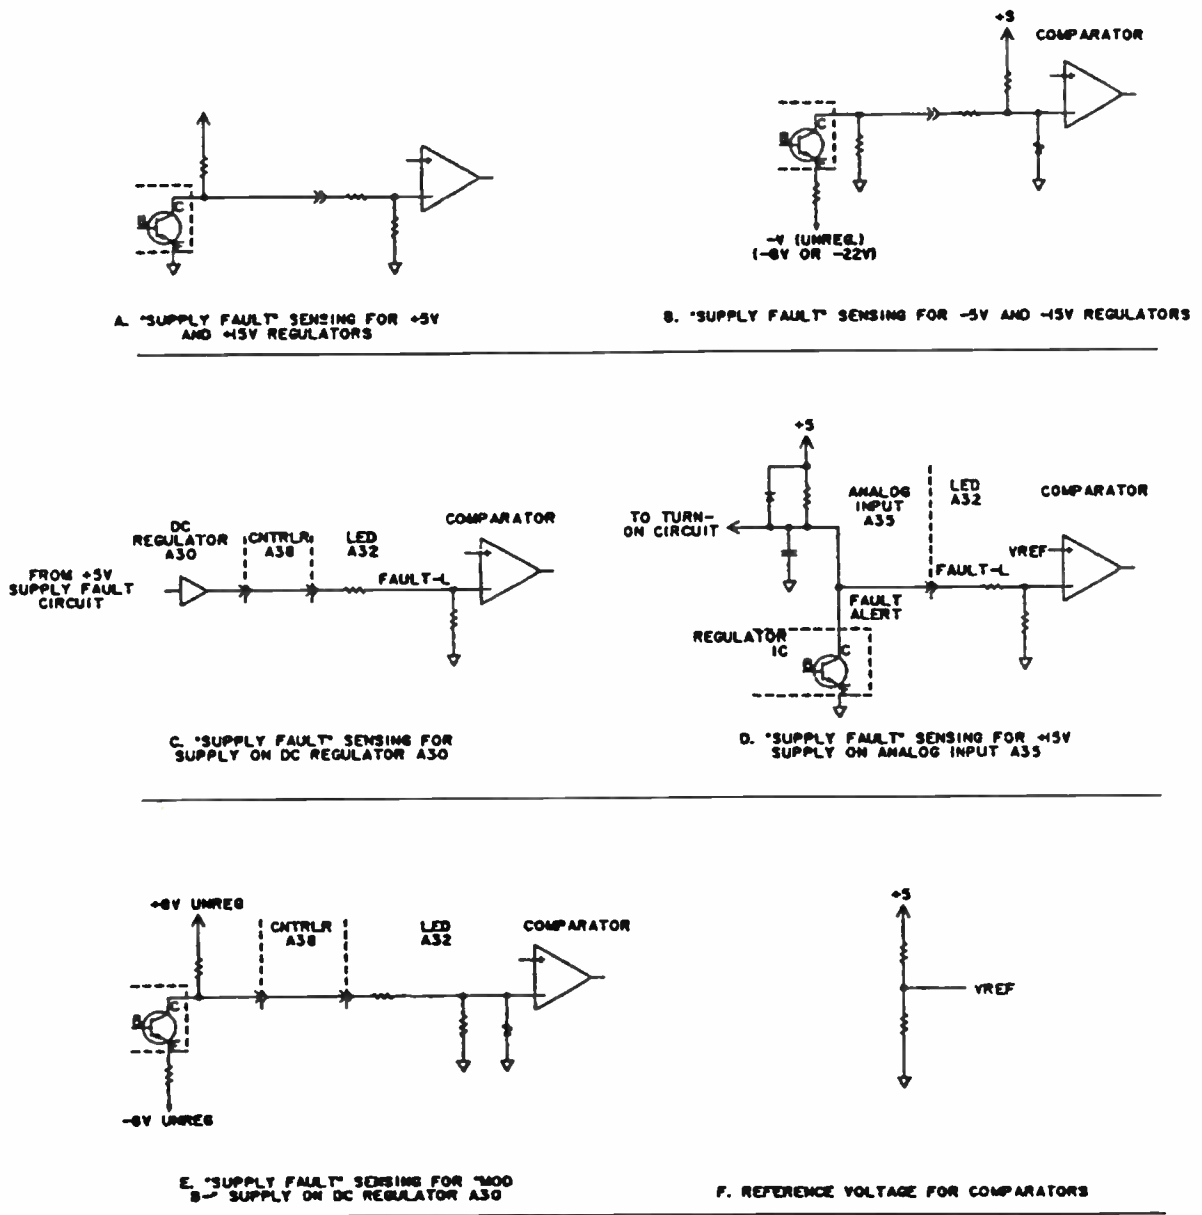 +5
COMPARATOR
C
B
E
C
B
E
-V (UNREG.)
(-8V OR -22V)
A. "SUPPLY FAULT" SENSING FOR +5V
AND +15V REGULATORS
B. "SUPPLY FAULT" SENSING FOR -5V AND -15V REGULATORS
DC
REGULATOR
A30
CNTRLR
A38
LED
A32
COMPARATOR
FROM +5V
SUPPLY FAULT
CIRCUIT
FAULT-L
+5
ANALOG
INPUT
A35
LED
A32
COMPARATOR
TO TURN-
ON CIRCUIT
VREF
FAULT-L
FAULT
ALERT
REGULATOR
IC
C
B
E
C. "SUPPLY FAULT" SENSING FOR
SUPPLY ON DC REGULATOR A30
D. "SUPPLY FAULT" SENSING FOR +15V
SUPPLY ON ANALOG INPUT A35
+8V UNREG
CNTRLR
A38
LED
A32
COMPARATOR
C
B
E
-8V UNREG
+5
VREF
E. "SUPPLY FAULT" SENSING FOR "MOD
SUPPLY ON DC REGULATOR A30
F. REFERENCE VOLTAGE FOR COMPARATORS